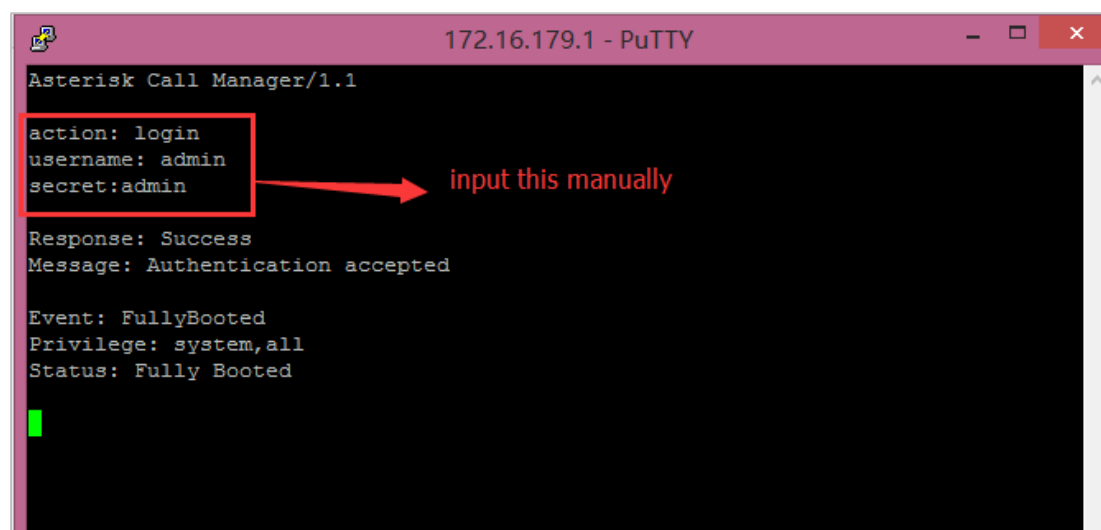 172.16.179.1 - PuTTY
Asterisk Call Manager/1.1
action: login
username: admin
secret:admin
input this manually
Response: Success
Message: Authentication accepted
Event: FullyBooted
Privilege: system,all
Status: Fully Booted